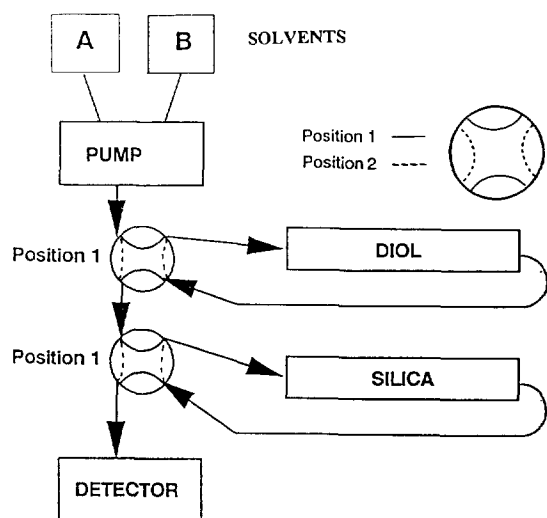 A B SOLVENTS
Position 1
Position 2
PUMP
Position 1
DIOL
Position 1
SILICA
DETECTOR